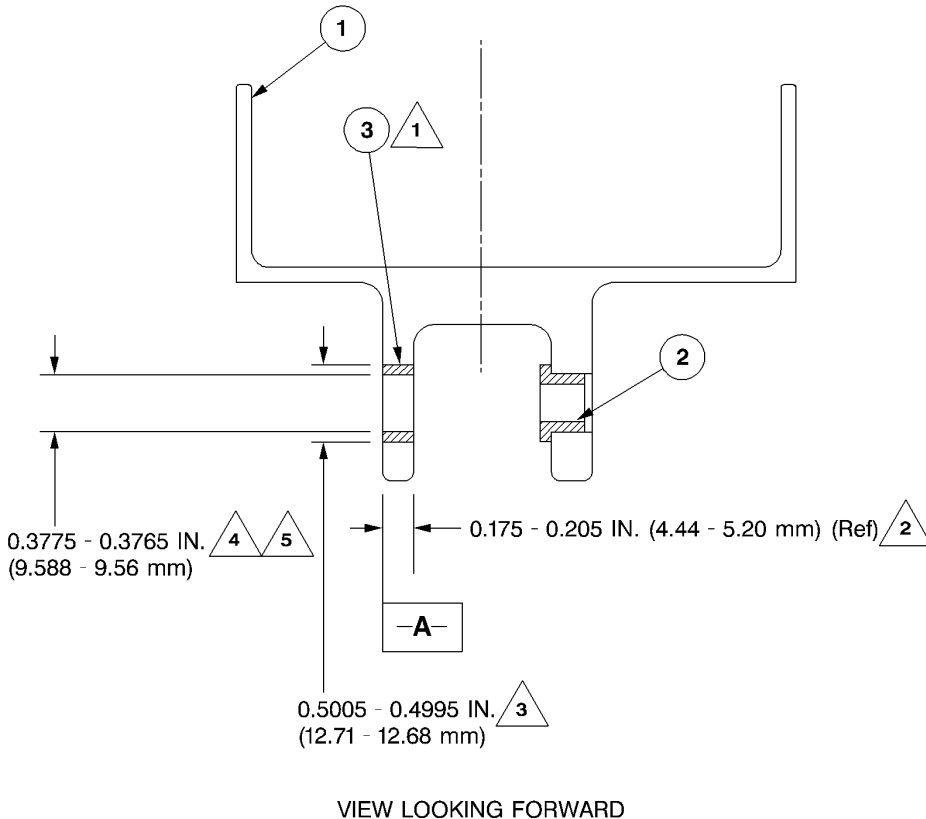 1
3 1
2
0.3775 - 0.3765 IN. 4 5
(9.588 - 9.56 mm)
0.175 - 0.205 IN. (4.44 - 5.20 mm) (Ref) 2
-A-
0.5005 - 0.4995 IN. 3
(12.71 - 12.68 mm)
VIEW LOOKING FORWARD